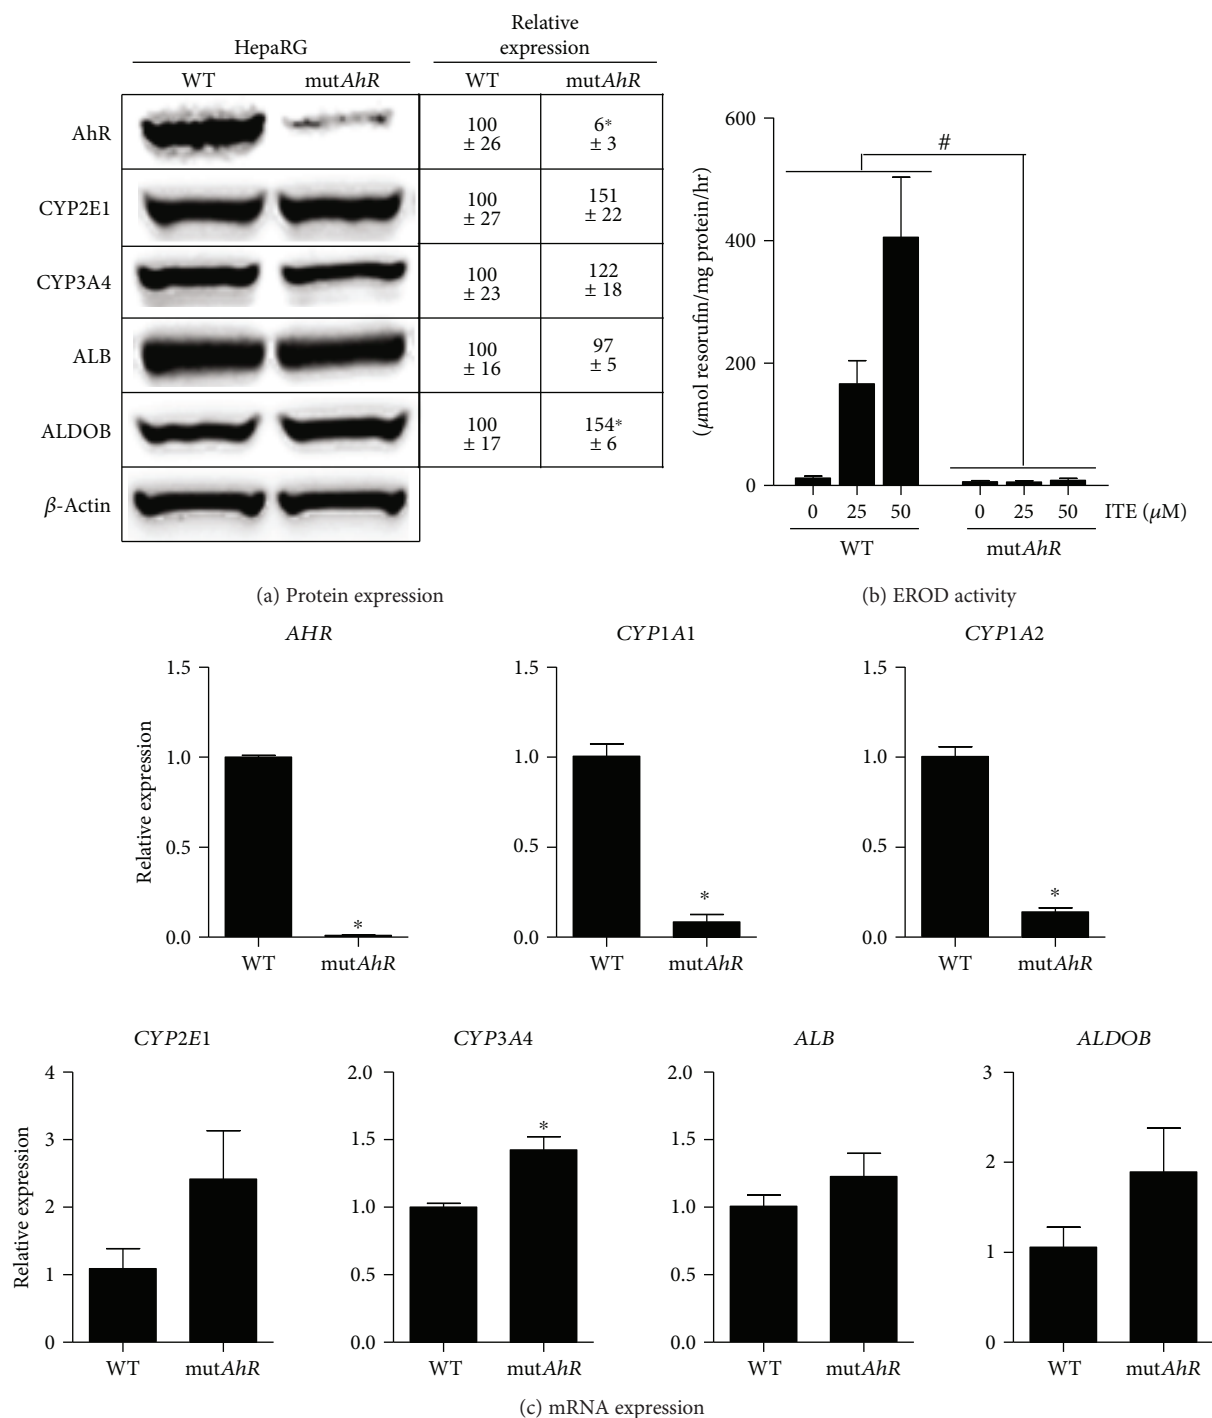 HepaRG
Relative
expression
WT mutAhR WT mutAhR
AhR 100 ± 26 6* ± 3
CYP2E1 100 ± 27 151 ± 22
CYP3A4 100 ± 23 122 ± 18
ALB 100 ± 16 97 ± 5
ALDOB 100 ± 17 154* ± 6
β-Actin
(a) Protein expression
(μmol resorufin/mg protein/hr)
600
400
200
0
#
0 25 50 0 25 50 ITE (μM)
WT mutAhR
(b) EROD activity
AHR
Relative expression
1.5
1.0
0.5
0.0
*
WT mutAhR
CYP1A1
1.5
1.0
0.5
0.0
*
WT mutAhR
CYP1A2
1.5
1.0
0.5
0.0
*
WT mutAhR
CYP2E1
Relative expression
4
3
2
1
0
WT mutAhR
CYP3A4
2.0
1.5
1.0
0.5
0.0
*
WT mutAhR
ALB
2.0
1.5
1.0
0.5
0.0
WT mutAhR
ALDOB
3
2
1
0
WT mutAhR
(c) mRNA expression